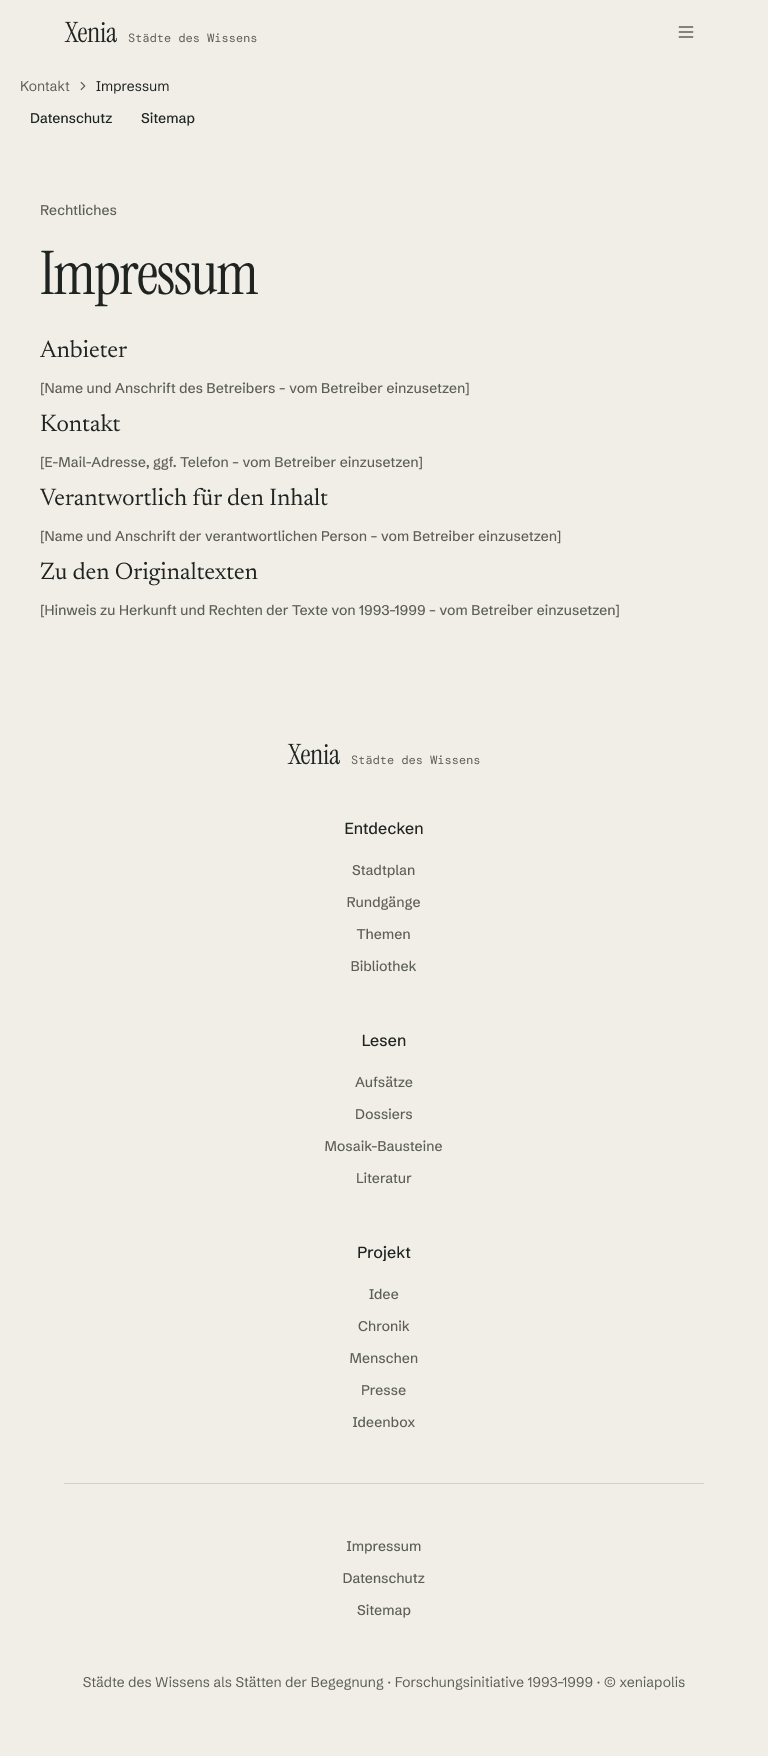 Xenia Städte des Wissens
Kontakt > Impressum
Datenschutz Sitemap
Rechtliches
Impressum
Anbieter
[Name und Anschrift des Betreibers – vom Betreiber einzusetzen]
Kontakt
[E-Mail-Adresse, ggf. Telefon – vom Betreiber einzusetzen]
Verantwortlich für den Inhalt
[Name und Anschrift der verantwortlichen Person – vom Betreiber einzusetzen]
Zu den Originaltexten
[Hinweis zu Herkunft und Rechten der Texte von 1993–1999 – vom Betreiber einzusetzen]
Xenia Städte des Wissens
Entdecken
Stadtplan
Rundgänge
Themen
Bibliothek
Lesen
Aufsätze
Dossiers
Mosaik-Bausteine
Literatur
Projekt
Idee
Chronik
Menschen
Presse
Ideenbox
Impressum
Datenschutz
Sitemap
Städte des Wissens als Stätten der Begegnung · Forschungsinitiative 1993–1999 · © xeniapolis